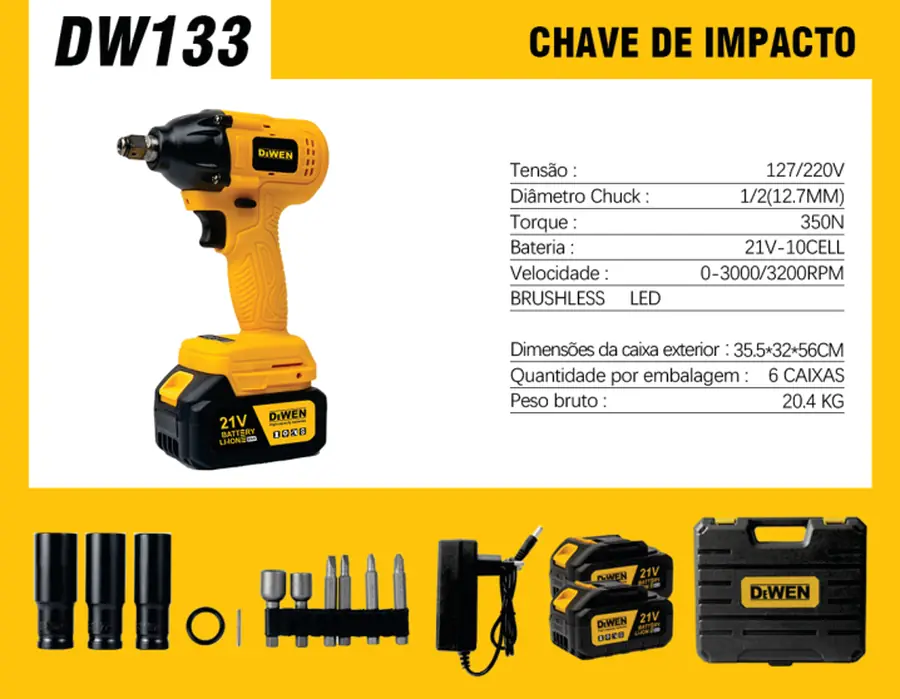 DW133
CHAVE DE IMPACTO
DiWEN
Tensão : 127/220V
Diâmetro Chuck : 1/2(12.7MM)
Torque : 350N
Bateria : 21V-10CELL
Velocidade : 0-3000/3200RPM
BRUSHLESS LED
Dimensões da caixa exterior : 35.5*32*56CM
Quantidade por embalagem : 6 CAIXAS
Peso bruto : 20.4 KG
21V
BATTERY
LI-ION
DiWEN
DiWEN
21V
BATTERY
DiWEN
21V
BATTERY
DiWEN